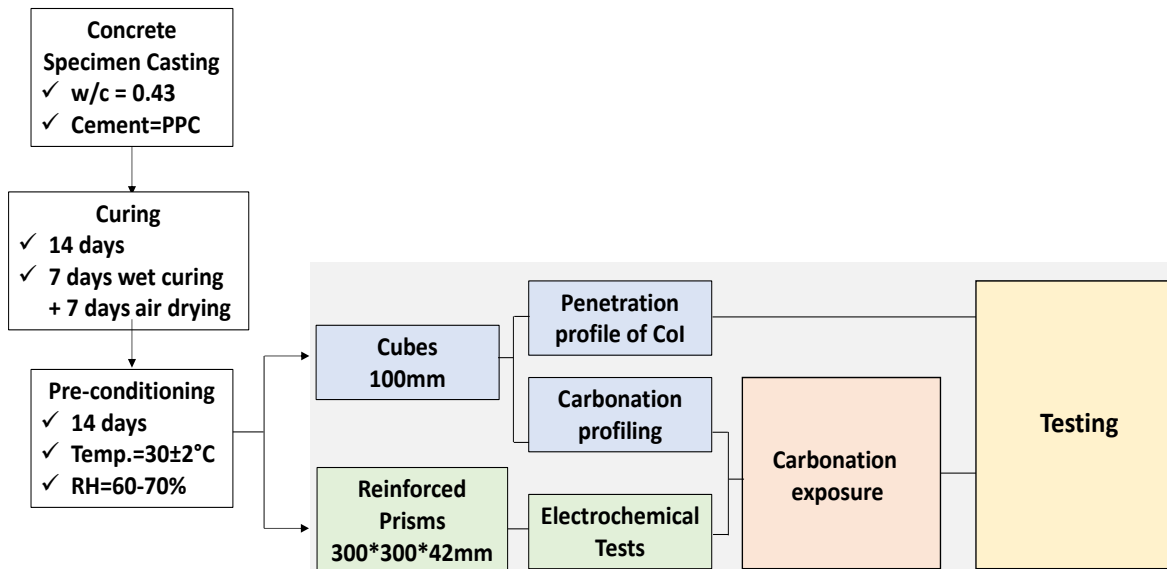 Concrete
Specimen Casting
✓ w/c = 0.43
✓ Cement=PPC
Curing
✓ 14 days
✓ 7 days wet curing
+ 7 days air drying
Pre-conditioning
✓ 14 days
✓ Temp.=30±2°C
✓ RH=60-70%
Cubes
100mm
Reinforced
Prisms
300*300*42mm
Penetration
profile of CoI
Carbonation
profiling
Electrochemical
Tests
Carbonation
exposure
Testing